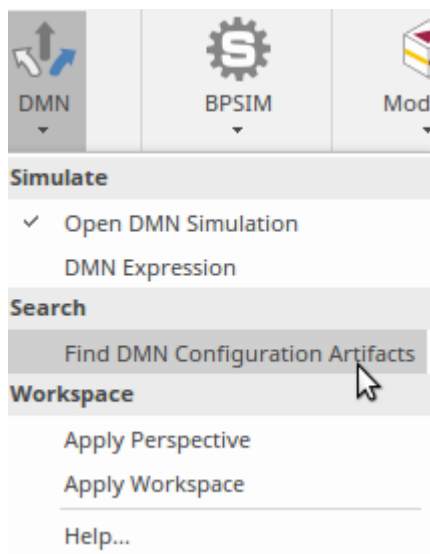 DMN BPSIM Mod
Simulate
Open DMN Simulation
DMN Expression
Search
Find DMN Configuration Artifacts
Workspace
Apply Perspective
Apply Workspace
Help...